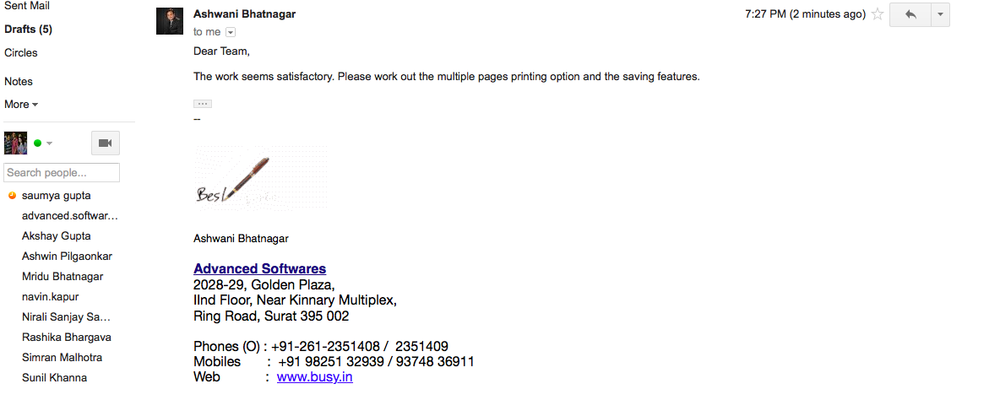 Sent Mail
Drafts (5)
Circles
Notes
More
Search people...
saumya gupta
advanced.softwar...
Akshay Gupta
Ashwin Pilgaonkar
Mridu Bhatnagar
navin.kapur
Nirali Sanjay Sa...
Rashika Bhargava
Simran Malhotra
Sunil Khanna
Ashwani Bhatnagar
7:27 PM (2 minutes ago)
to me
Dear Team,
The work seems satisfactory. Please work out the multiple pages printing option and the saving features.
...
--
Best
Ashwani Bhatnagar
Advanced Softwares
2028-29, Golden Plaza,
IInd Floor, Near Kinnary Multiplex,
Ring Road, Surat 395 002
Phones (O) : +91-261-2351408 / 2351409
Mobiles : +91 98251 32939 / 93748 36911
Web : www.busy.in